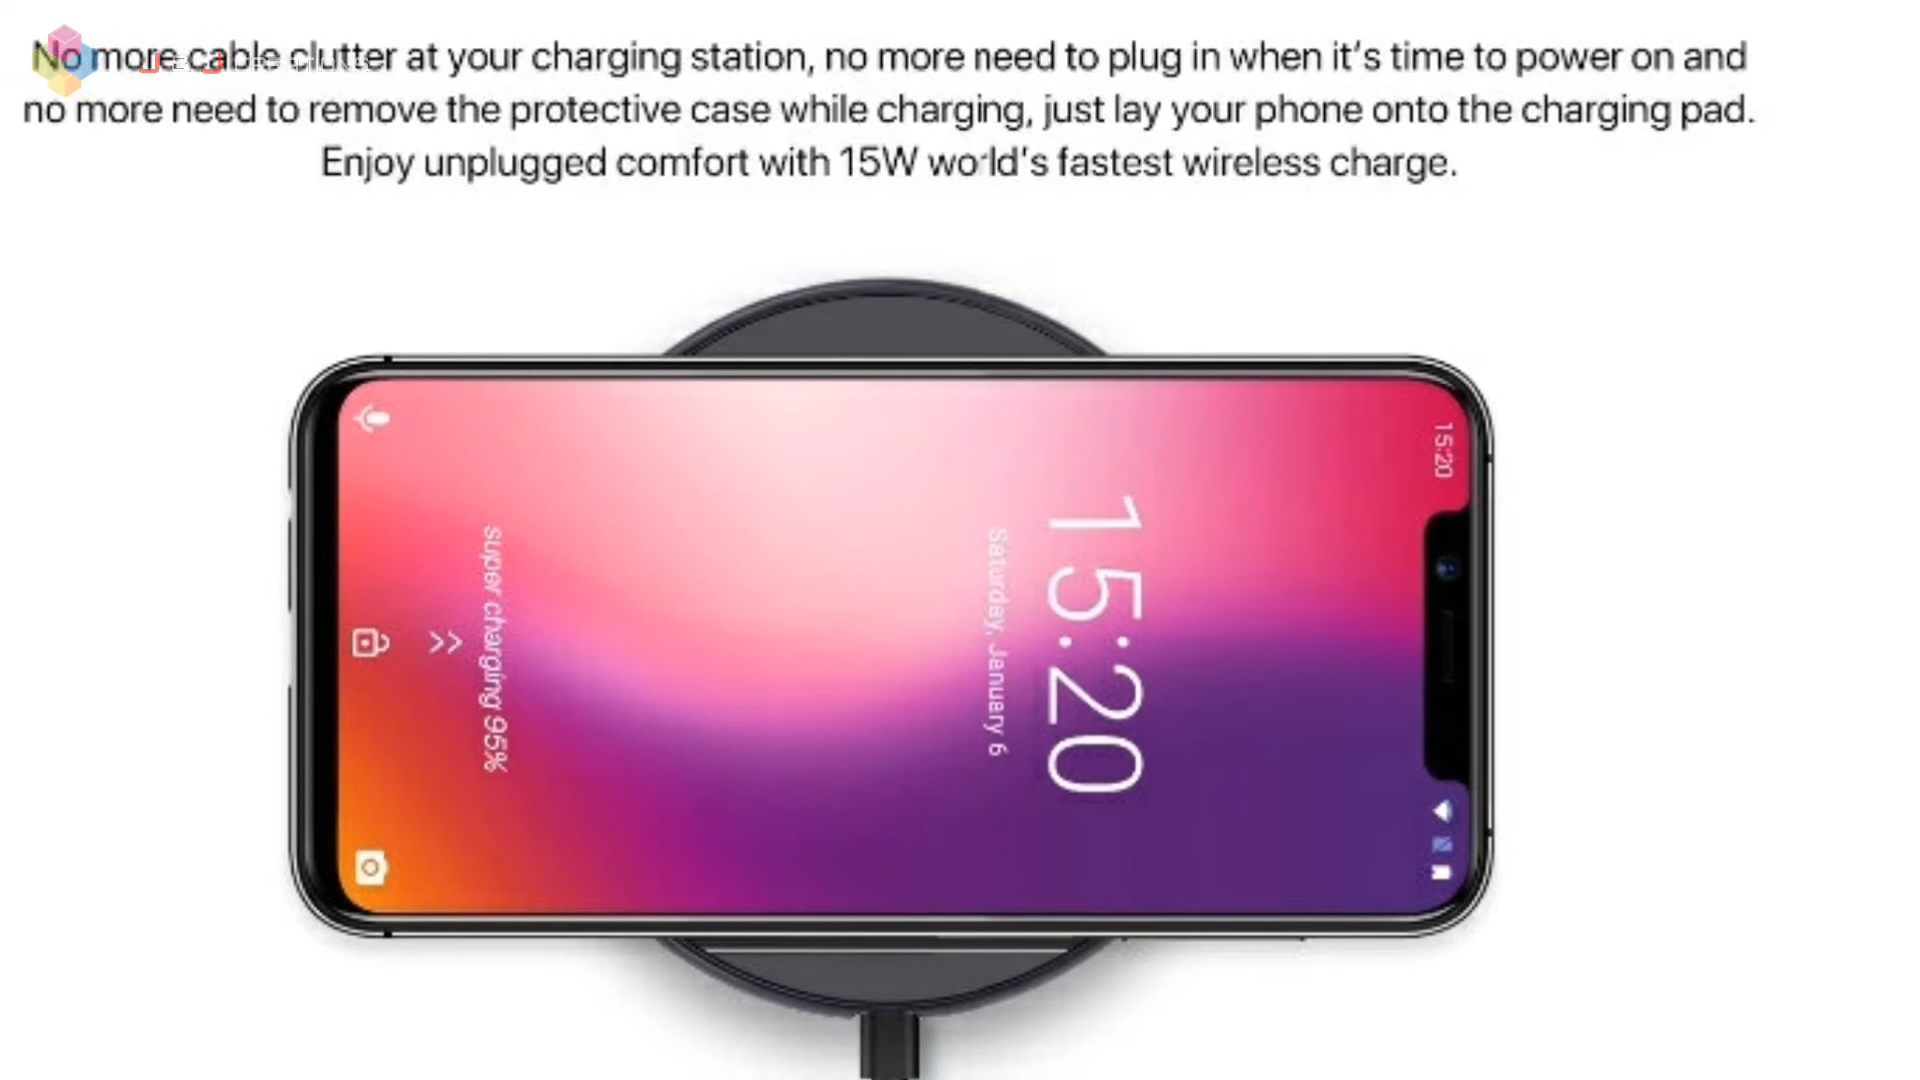 No more cable clutter at your charging station, no more need to plug in when it's time to power on and
no more need to remove the protective case while charging, just lay your phone onto the charging pad.
Enjoy unplugged comfort with 15W world's fastest wireless charge.
15:20
15:20
Saturday, January 6
super charging 95%